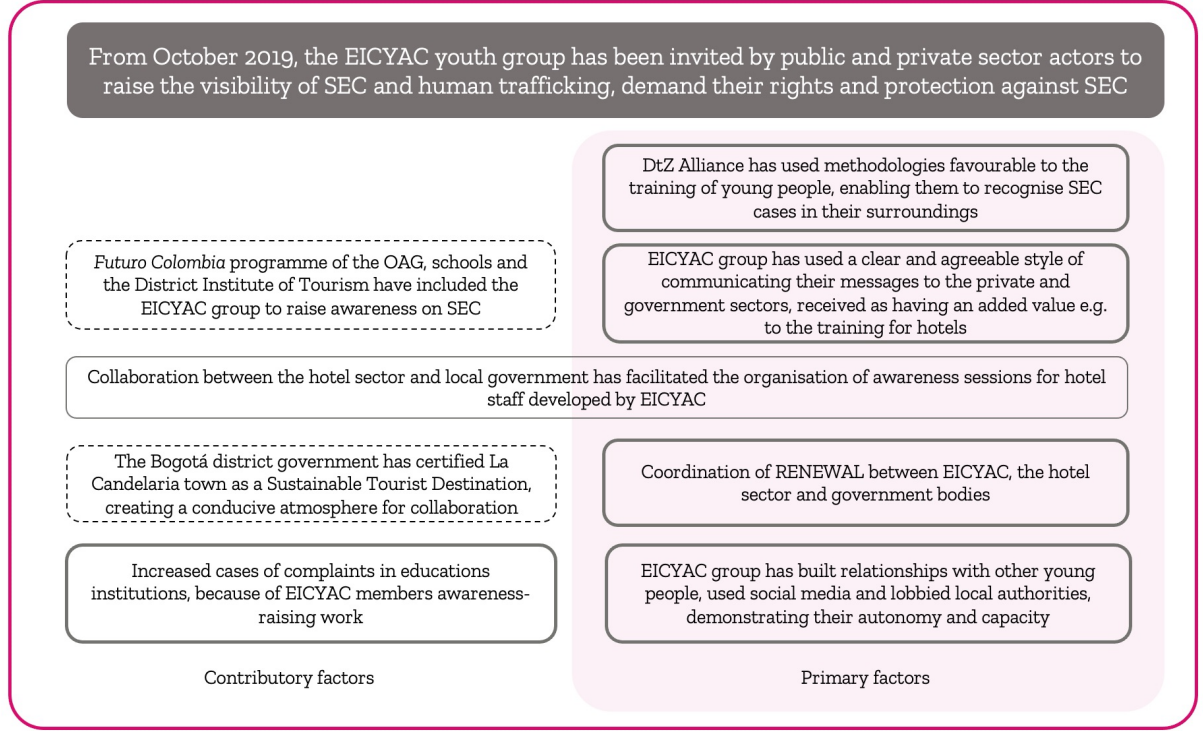 From October 2019, the EICYAC youth group has been invited by public and private sector actors to
raise the visibility of SEC and human trafficking, demand their rights and protection against SEC
DtZ Alliance has used methodologies favourable to the
training of young people, enabling them to recognise SEC
cases in their surroundings
Futuro Colombia programme of the OAG, schools and
the District Institute of Tourism have included the
EICYAC group to raise awareness on SEC
EICYAC group has used a clear and agreeable style of
communicating their messages to the private and
government sectors, received as having an added value e.g.
to the training for hotels
Collaboration between the hotel sector and local government has facilitated the organisation of awareness sessions for hotel
staff developed by EICYAC
The Bogotá district government has certified La
Candelaria town as a Sustainable Tourist Destination,
creating a conducive atmosphere for collaboration
Coordination of RENEWAL between EICYAC, the hotel
sector and government bodies
Increased cases of complaints in educations
institutions, because of EICYAC members awareness-
raising work
EICYAC group has built relationships with other young
people, used social media and lobbied local authorities,
demonstrating their autonomy and capacity
Contributory factors
Primary factors